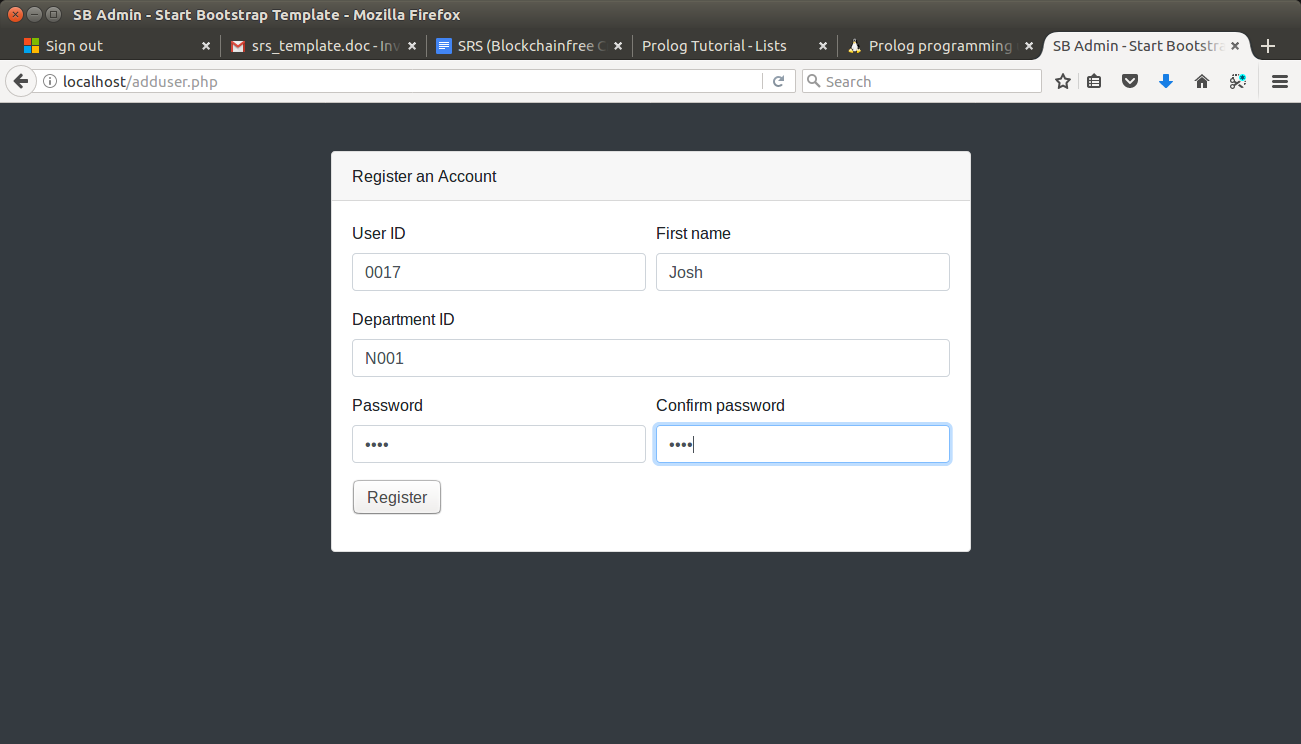 SB Admin - Start Bootstrap Template - Mozilla Firefox
Sign out
srs_template.doc - Inv
SRS (Blockchainfree C
Prolog Tutorial - Lists
Prolog programming
SB Admin - Start Bootstra
localhost/adduser.php
Search
Register an Account
User ID First name
0017 Josh
Department ID
N001
Password Confirm password
•••• ••••
Register